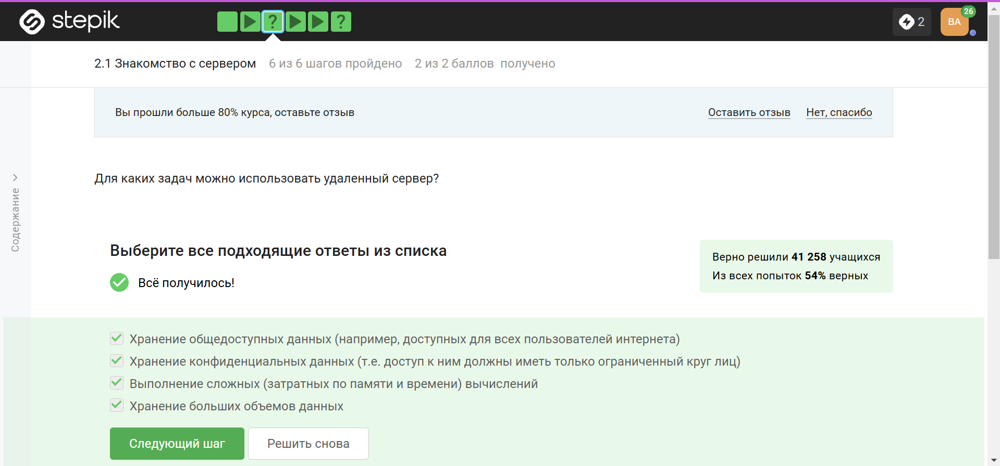 stepik
?
?
2
BA
26
2.1 Знакомство с сервером 6 из 6 шагов пройдено 2 из 2 баллов получено
Вы прошли больше 80% курса, оставьте отзыв Оставить отзыв Нет, спасибо
Содержание
Для каких задач можно использовать удаленный сервер?
Выберите все подходящие ответы из списка
Всё получилось!
Верно решили 41 258 учащихся
Из всех попыток 54% верных
Хранение общедоступных данных (например, доступных для всех пользователей интернета)
Хранение конфиденциальных данных (т.е. доступ к ним должны иметь только ограниченный круг лиц)
Выполнение сложных (затратных по памяти и времени) вычислений
Хранение больших объемов данных
Следующий шаг Решить снова